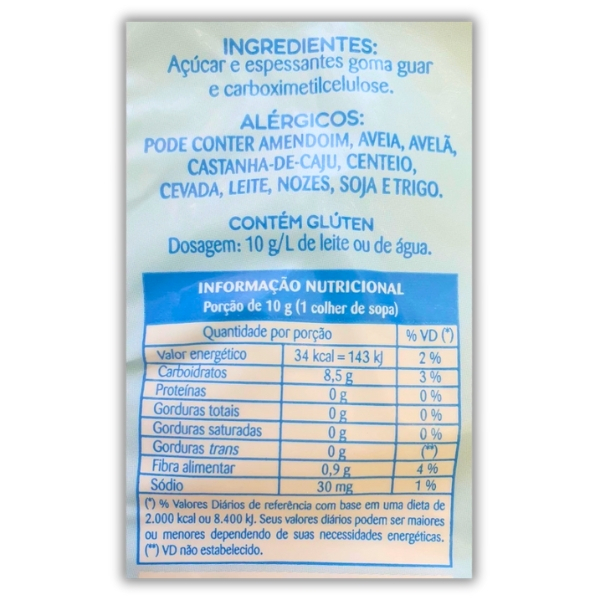 INGREDIENTES:
Açúcar e espessantes goma guar
e carboximetilcelulose.
ALÉRGICOS:
PODE CONTER AMENDOIM, AVEIA, AVELÃ,
CASTANHA-DE-CAJU, CENTEIO,
CEVADA, LEITE, NOZES, SOJA E TRIGO.
CONTÉM GLÚTEN
Dosagem: 10 g/L de leite ou de água.
INFORMAÇÃO NUTRICIONAL
Porção de 10 g (1 colher de sopa)
Quantidade por porção % VD (*)
Valor energético 34 kcal = 143 kJ 2 %
Carboidratos 8,5 g 3 %
Proteínas 0 g 0 %
Gorduras totais 0 g 0 %
Gorduras saturadas 0 g 0 %
Gorduras trans 0 g (**)
Fibra alimentar 0,9 g 4 %
Sódio 30 mg 1 %
(*) % Valores Diários de referência com base em uma dieta de
2.000 kcal ou 8.400 kJ. Seus valores diários podem ser maiores
ou menores dependendo de suas necessidades energéticas.
(**) VD não estabelecido.